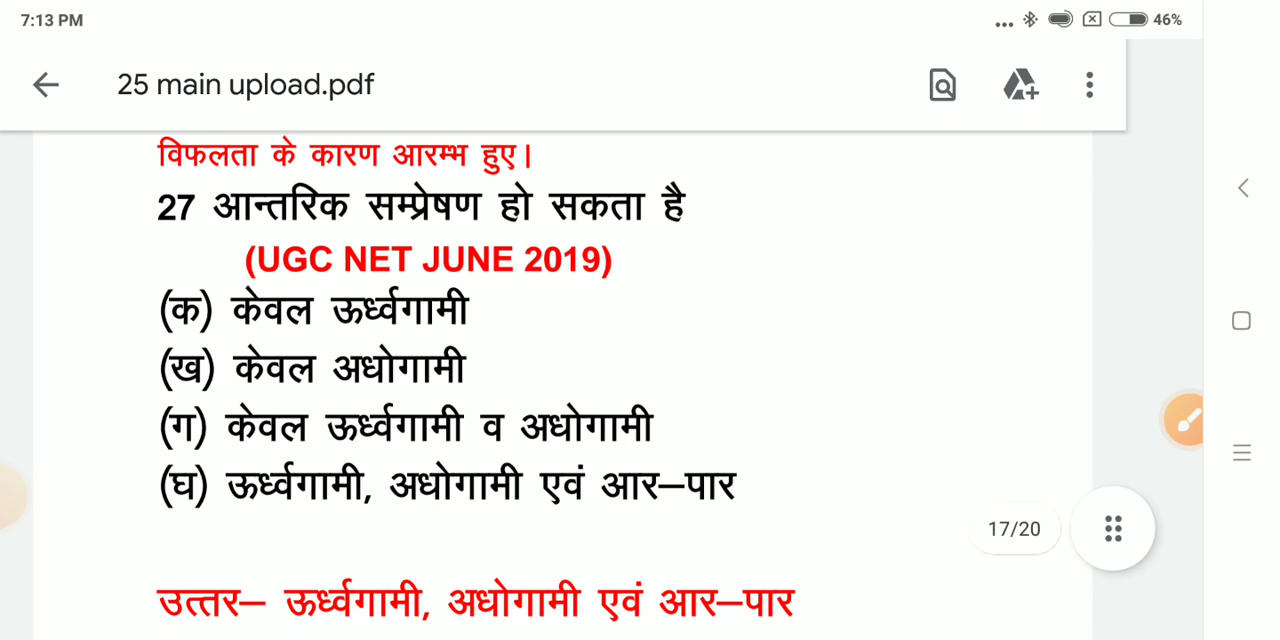 7:13 PM
46%
25 main upload.pdf
विफलता के कारण आरम्भ हुए।
27 आन्तरिक सम्प्रेषण हो सकता है
(UGC NET JUNE 2019)
(क) केवल ऊर्ध्वगामी
(ख) केवल अधोगामी
(ग) केवल ऊर्ध्वगामी व अधोगामी
(घ) ऊर्ध्वगामी, अधोगामी एवं आर–पार
17/20
उत्तर– ऊर्ध्वगामी, अधोगामी एवं आर–पार